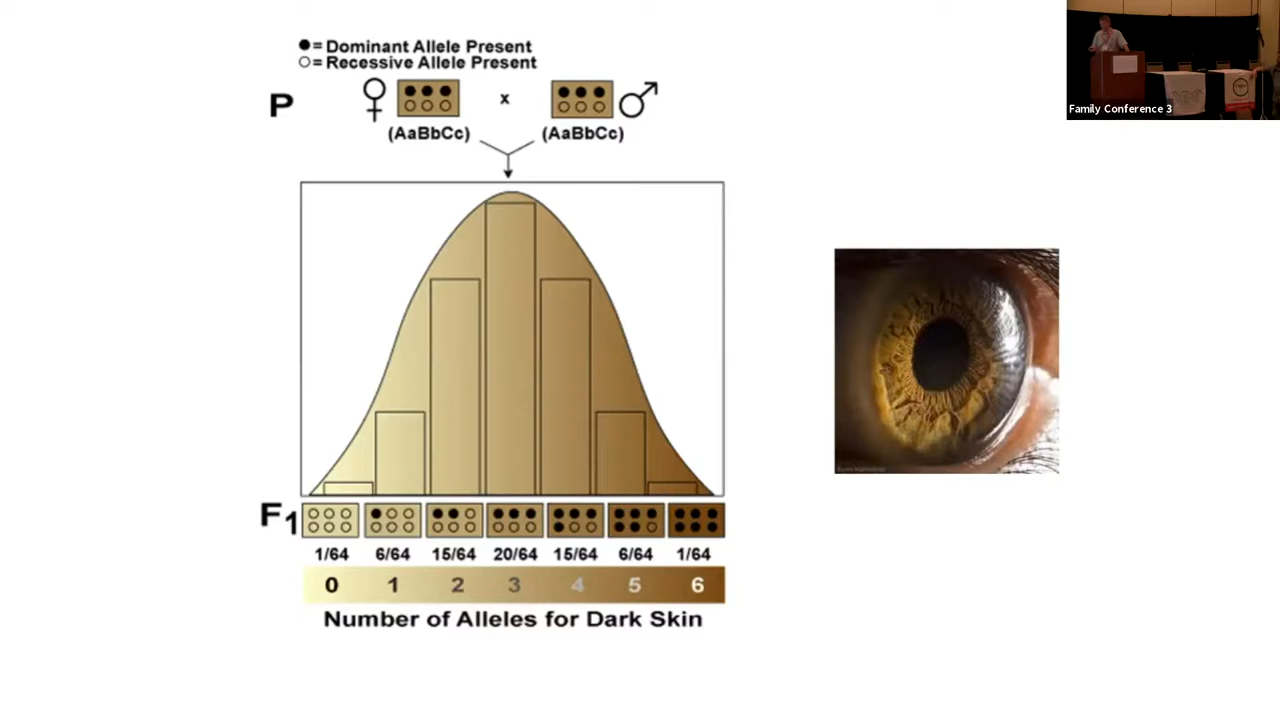 = Dominant Allele Present
= Recessive Allele Present
P
x
(AaBbCc)
(AaBbCc)
F1
1/64
6/64
15/64
20/64
15/64
6/64
1/64
0
1
2
3
4
5
6
Number of Alleles for Dark Skin
Family Conference 3